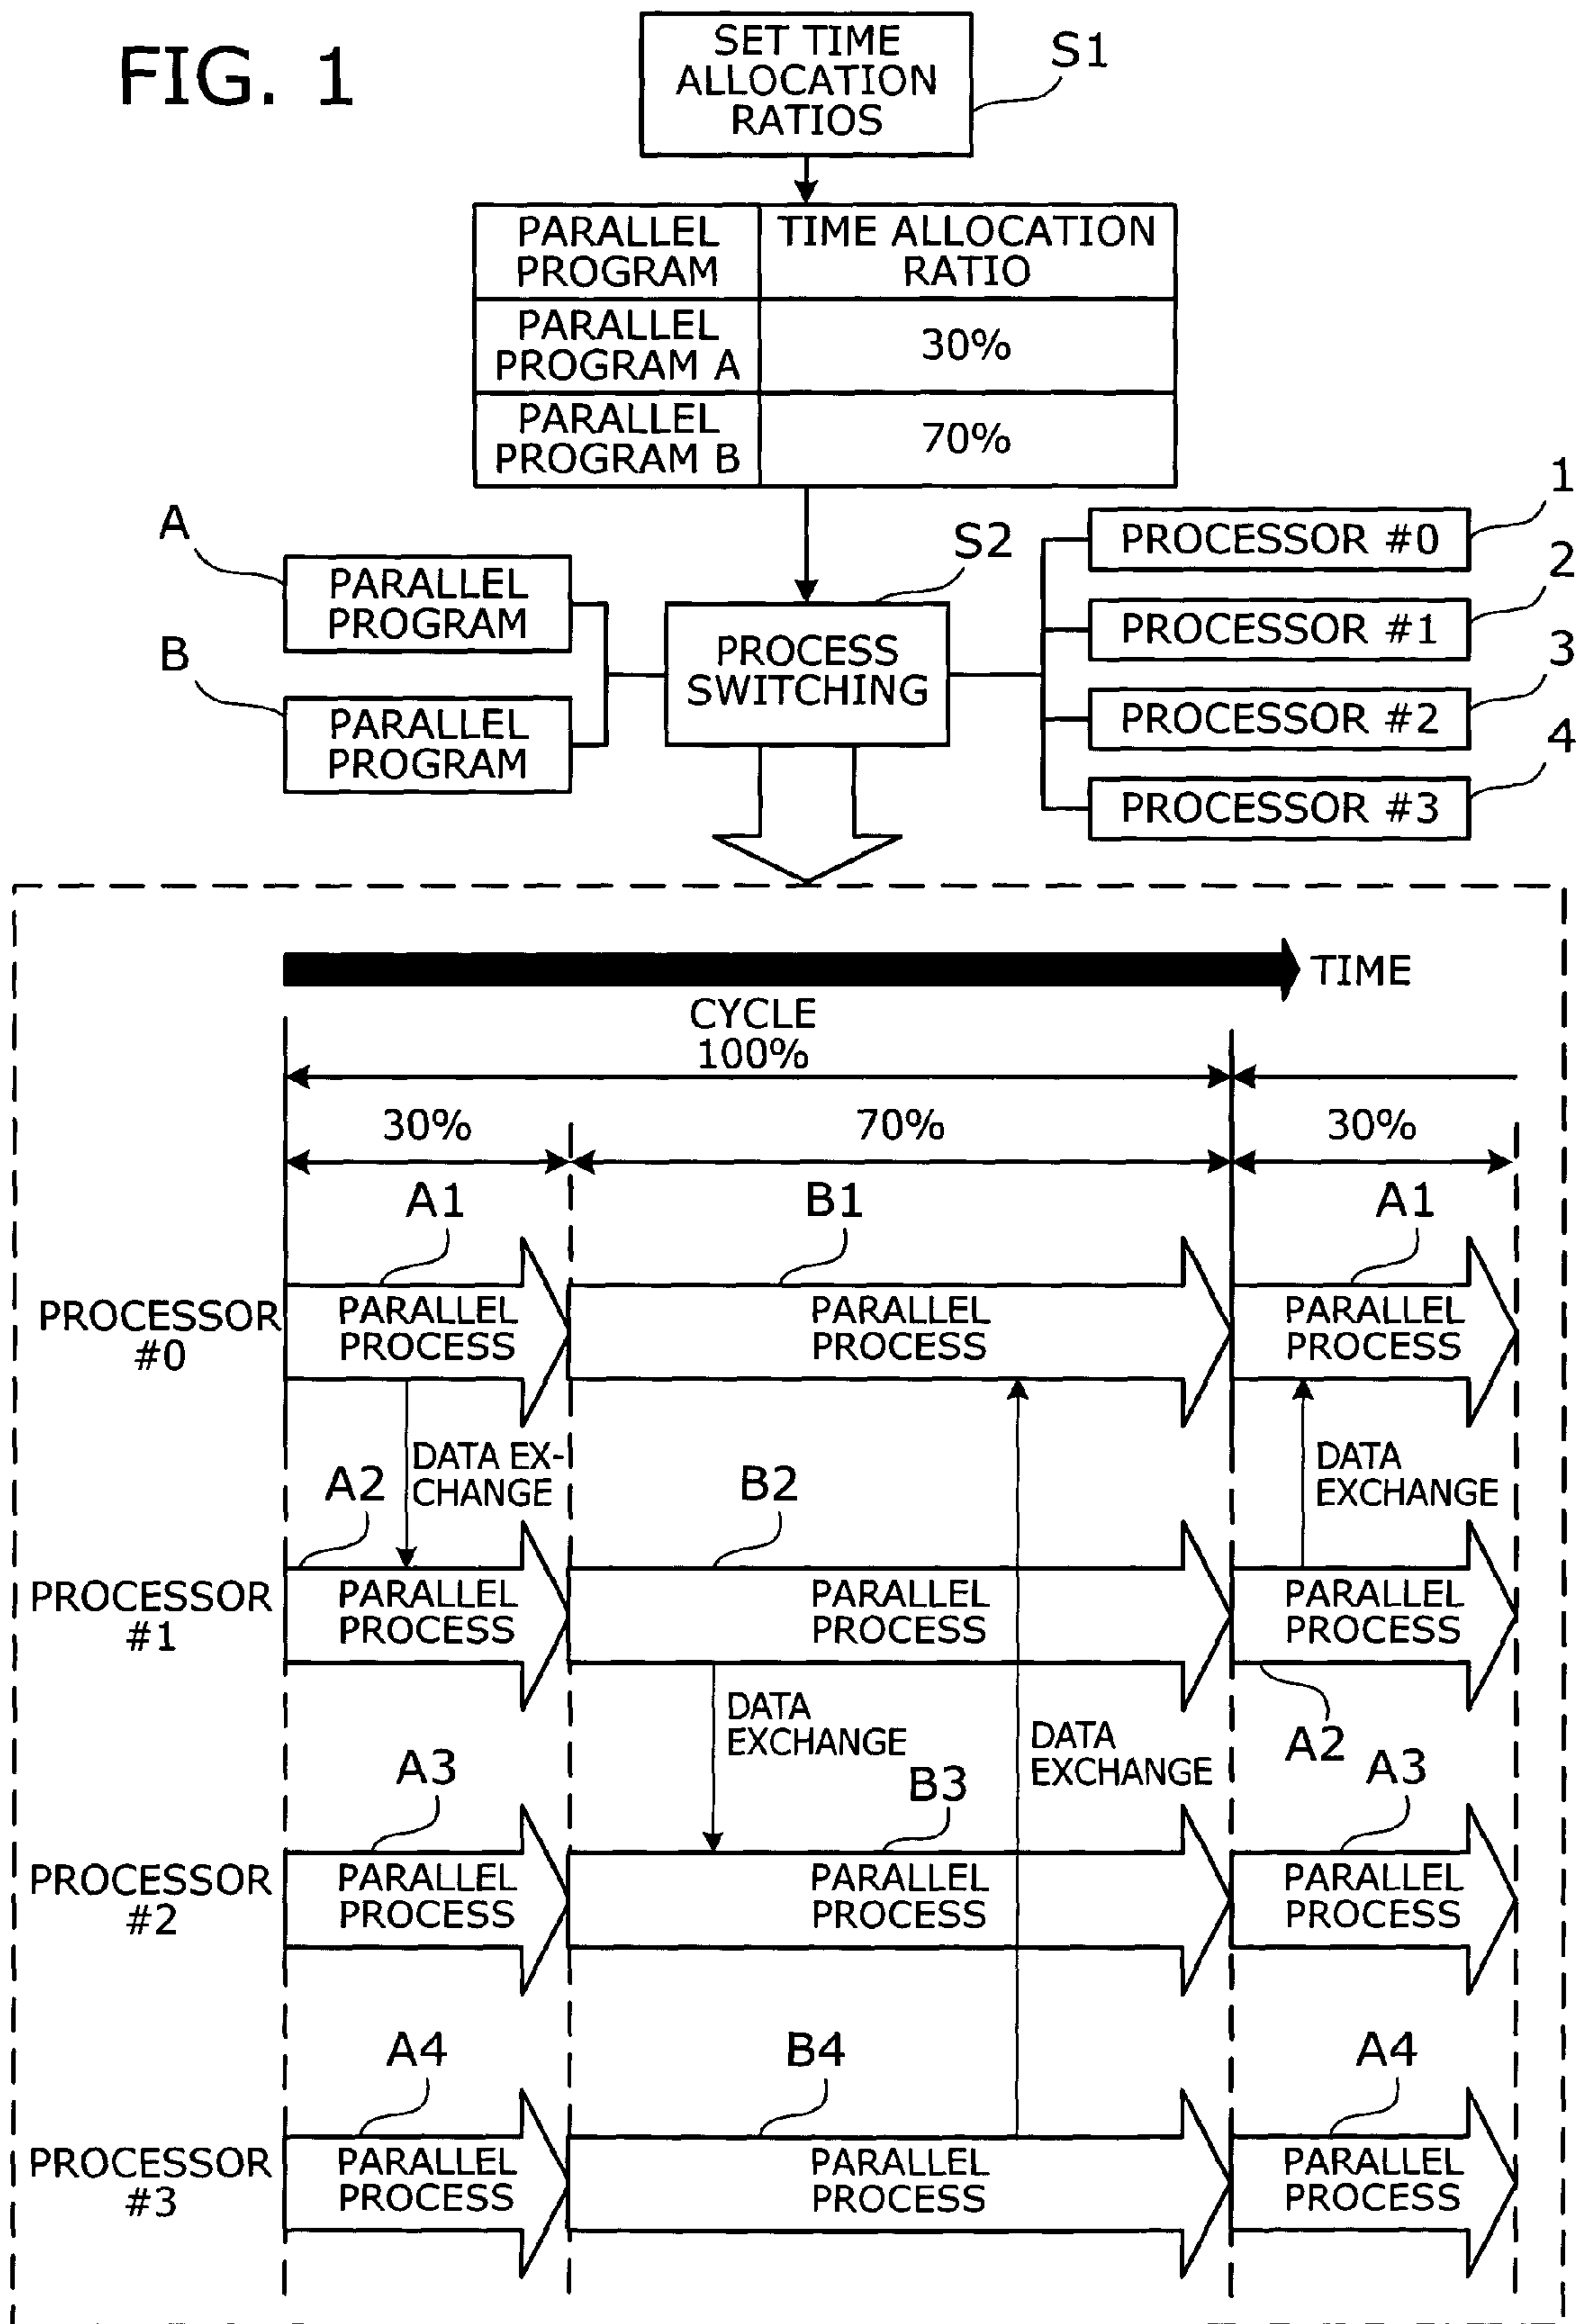 FIG. 1
SET TIME
ALLOCATION
RATIOS
S1
PARALLEL
PROGRAM
TIME ALLOCATION
RATIO
PARALLEL
PROGRAM A
30%
PARALLEL
PROGRAM B
70%
A
PARALLEL
PROGRAM
B
PARALLEL
PROGRAM
S2
PROCESS
SWITCHING
PROCESSOR #0
1
PROCESSOR #1
2
PROCESSOR #2
3
PROCESSOR #3
4
TIME
CYCLE
100%
30%
70%
30%
A1
B1
A1
PROCESSOR
#0
PARALLEL
PROCESS
PARALLEL
PROCESS
PARALLEL
PROCESS
DATA EX-
CHANGE
DATA
EXCHANGE
A2
B2
PROCESSOR
#1
PARALLEL
PROCESS
PARALLEL
PROCESS
PARALLEL
PROCESS
A2
DATA
EXCHANGE
DATA
EXCHANGE
A3
B3
A3
PROCESSOR
#2
PARALLEL
PROCESS
PARALLEL
PROCESS
PARALLEL
PROCESS
A4
B4
A4
PROCESSOR
#3
PARALLEL
PROCESS
PARALLEL
PROCESS
PARALLEL
PROCESS